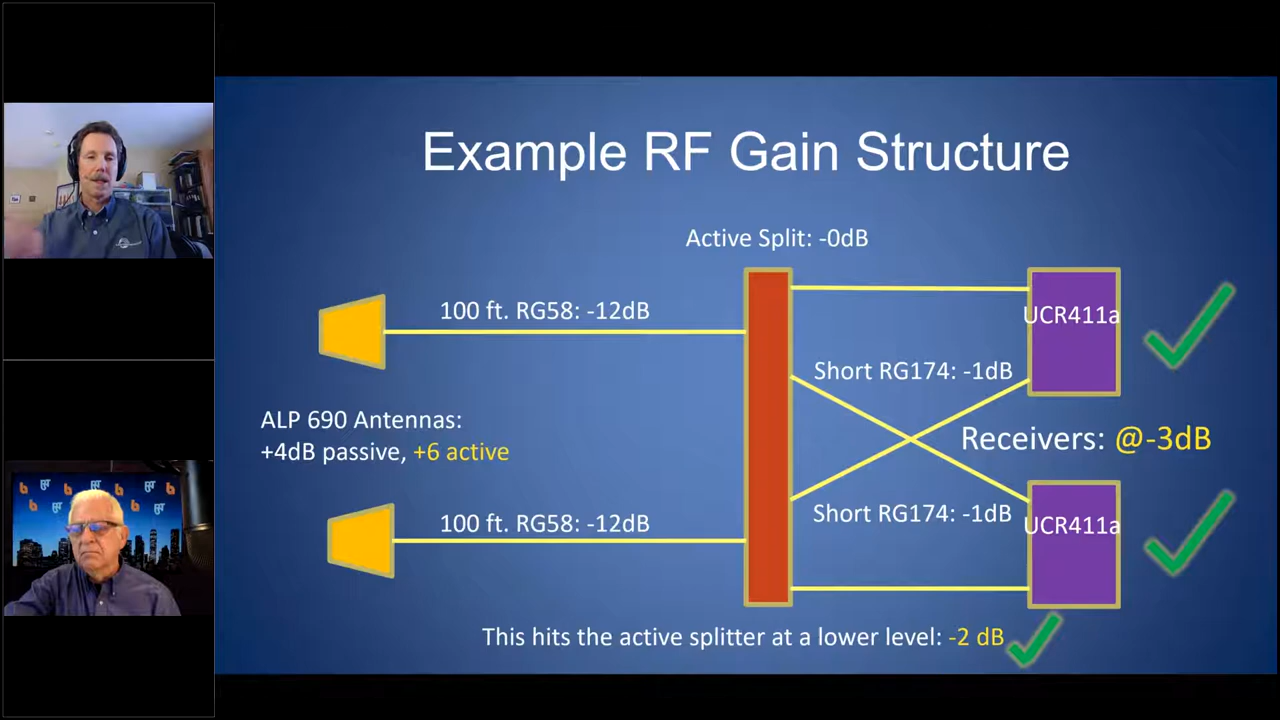 Example RF Gain Structure
Active Split: -0dB
100 ft. RG58: -12dB
UCR411a
Short RG174: -1dB
ALP 690 Antennas:
+4dB passive, +6 active
Receivers: @-3dB
100 ft. RG58: -12dB
Short RG174: -1dB
UCR411a
This hits the active splitter at a lower level: -2 dB